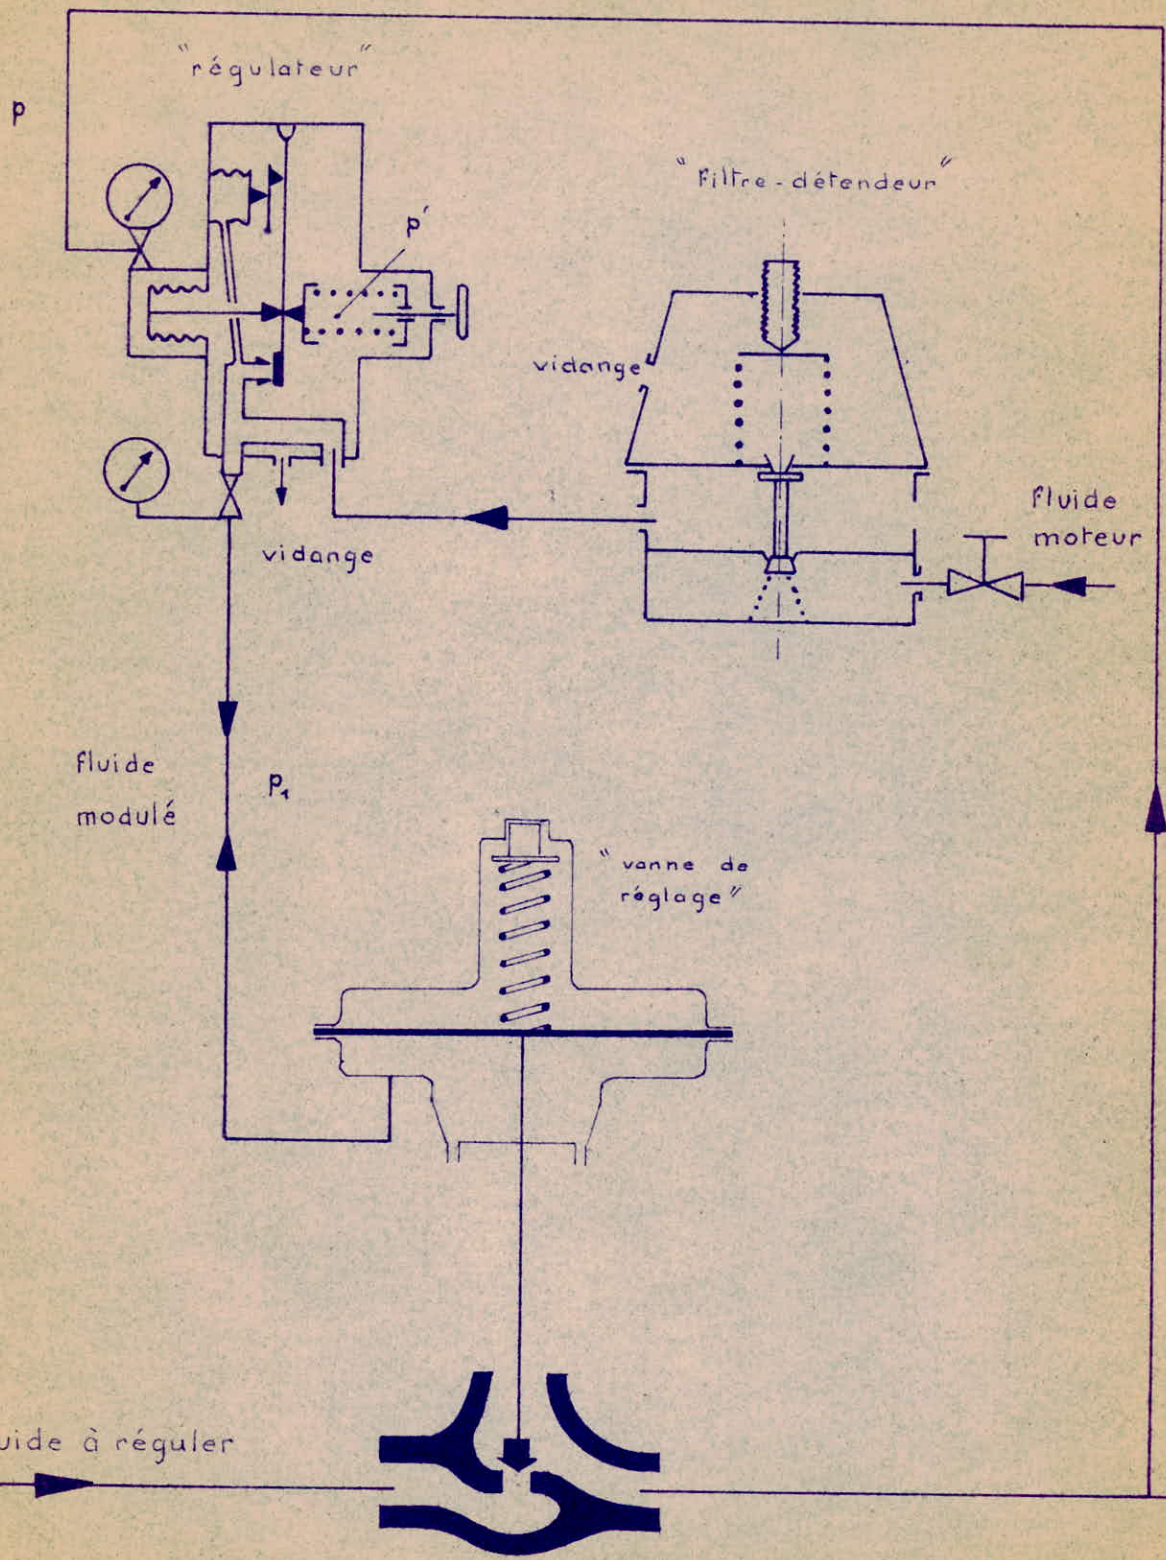 "régulateur"
p
"filtre-détendeur"
p'
vidange
fluide
moteur
vidange
fluide
modulé
p₁
"vanne de
réglage"
uide à réguler